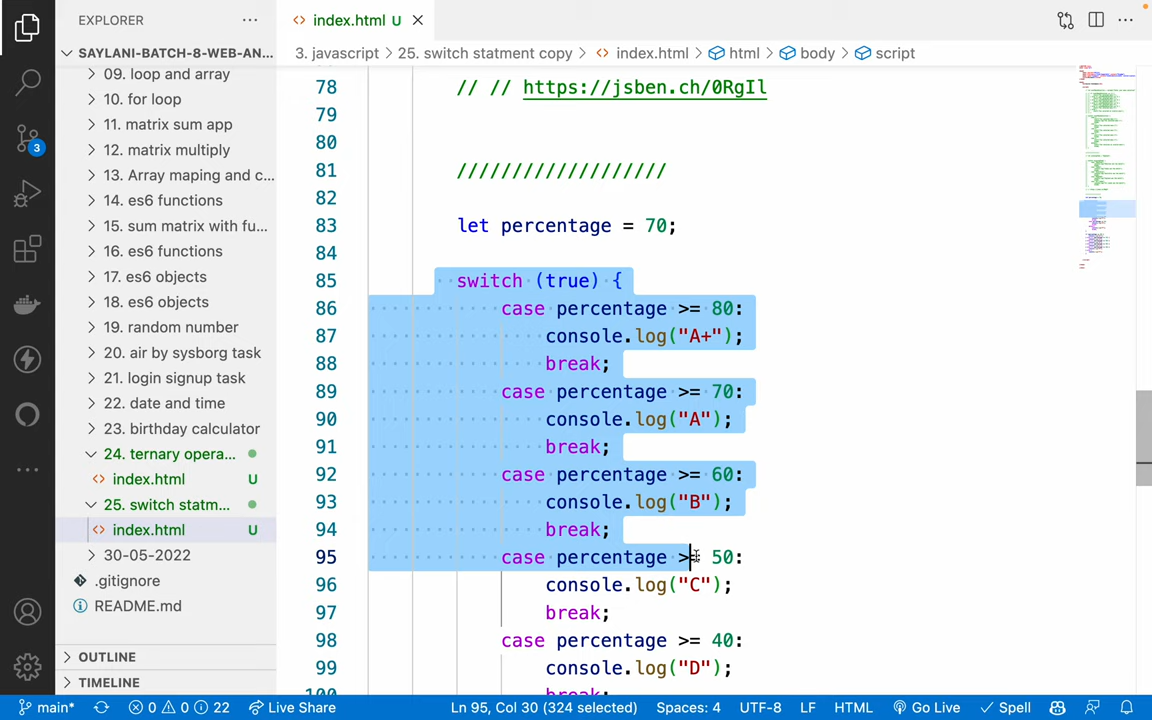 EXPLORER
index.html U
SAYLANI-BATCH-8-WEB-AN...
3. javascript > 25. switch statment copy > index.html > html > body > script
09. loop and array
10. for loop
11. matrix sum app
12. matrix multiply
13. Array maping and c...
14. es6 functions
15. sum matrix with fu...
16. es6 functions
17. es6 objects
18. es6 objects
19. random number
20. air by sysborg task
21. login signup task
22. date and time
23. birthday calculator
24. ternary opera...
index.html U
25. switch statm...
index.html U
30-05-2022
.gitignore
README.md
OUTLINE
TIMELINE
3
78 // // https://jsben.ch/0RgIl
79
80
81 ///////////////////
82
83 let percentage = 70;
84
85 switch (true) {
86 case percentage >= 80:
87 console.log("A+");
88 break;
89 case percentage >= 70:
90 console.log("A");
91 break;
92 case percentage >= 60:
93 console.log("B");
94 break;
95 case percentage >= 50:
96 console.log("C");
97 break;
98 case percentage >= 40:
99 console.log("D");
100 break;
main* 0 0 22 Live Share Ln 95, Col 30 (324 selected) Spaces: 4 UTF-8 LF HTML Go Live Spell